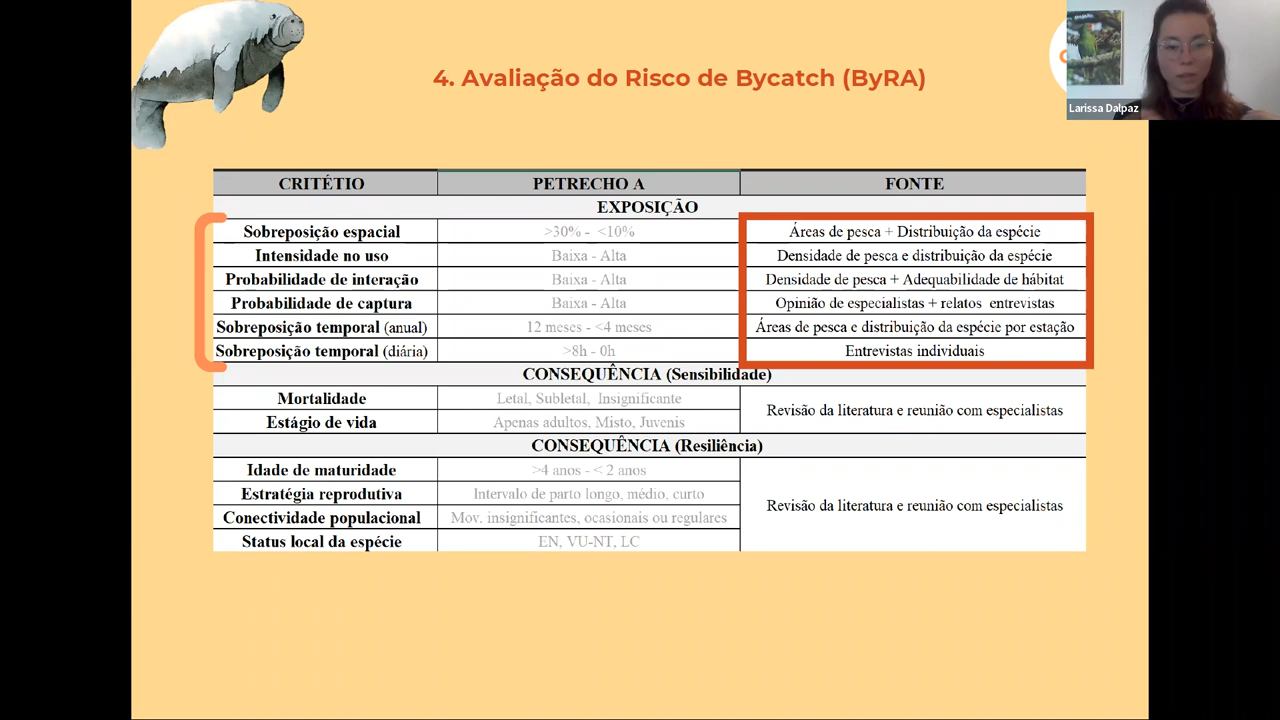 4. Avaliação do Risco de Bycatch (ByRA)
Larissa Dalpaz
CRITÉTIO PETRECHO A FONTE
EXPOSIÇÃO
Sobreposição espacial >30% - <10% Áreas de pesca + Distribuição da espécie
Intensidade no uso Baixa - Alta Densidade de pesca e distribuição da espécie
Probabilidade de interação Baixa - Alta Densidade de pesca + Adequabilidade de hábitat
Probabilidade de captura Baixa - Alta Opinião de especialistas + relatos entrevistas
Sobreposição temporal (anual) 12 meses - <4 meses Áreas de pesca e distribuição da espécie por estação
Sobreposição temporal (diária) >8h - 0h Entrevistas individuais
CONSEQUÊNCIA (Sensibilidade)
Mortalidade Letal, Subletal, Insignificante
Revisão da literatura e reunião com especialistas
Estágio de vida Apenas adultos, Misto, Juvenis
CONSEQUÊNCIA (Resiliência)
Idade de maturidade >4 anos - < 2 anos
Estratégia reprodutiva Intervalo de parto longo, médio, curto
Revisão da literatura e reunião com especialistas
Conectividade populacional Mov. insignificantes, ocasionais ou regulares
Status local da espécie EN, VU-NT, LC